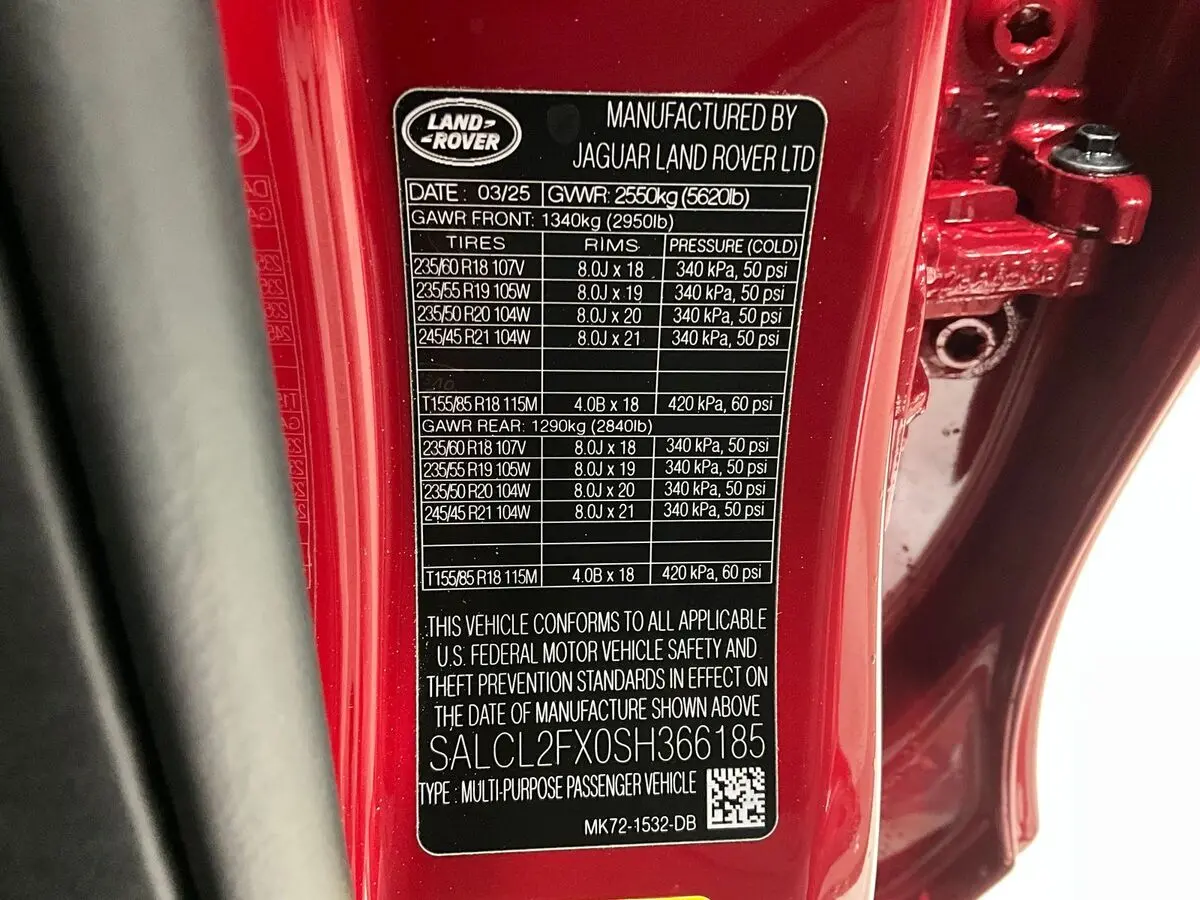 LAND-
-ROVER
MANUFACTURED BY
JAGUAR LAND ROVER LTD
DATE : 03/25 GVWR: 2550kg (5620lb)
GAWR FRONT: 1340kg (2950lb)
TIRES RIMS PRESSURE (COLD)
235/60 R18 107V 8.0J x 18 340 kPa, 50 psi
235/55 R19 105W 8.0J x 19 340 kPa, 50 psi
235/50 R20 104W 8.0J x 20 340 kPa, 50 psi
245/45 R21 104W 8.0J x 21 340 kPa, 50 psi
T155/85 R18 115M 4.0B x 18 420 kPa, 60 psi
GAWR REAR: 1290kg (2840lb)
235/60 R18 107V 8.0J x 18 340 kPa, 50 psi
235/55 R19 105W 8.0J x 19 340 kPa, 50 psi
235/50 R20 104W 8.0J x 20 340 kPa, 50 psi
245/45 R21 104W 8.0J x 21 340 kPa, 50 psi
T155/85 R18 115M 4.0B x 18 420 kPa, 60 psi
THIS VEHICLE CONFORMS TO ALL APPLICABLE
U.S. FEDERAL MOTOR VEHICLE SAFETY AND
THEFT PREVENTION STANDARDS IN EFFECT ON
THE DATE OF MANUFACTURE SHOWN ABOVE
SALCL2FX0SH366185
TYPE : MULTI-PURPOSE PASSENGER VEHICLE
MK72-1532-DB